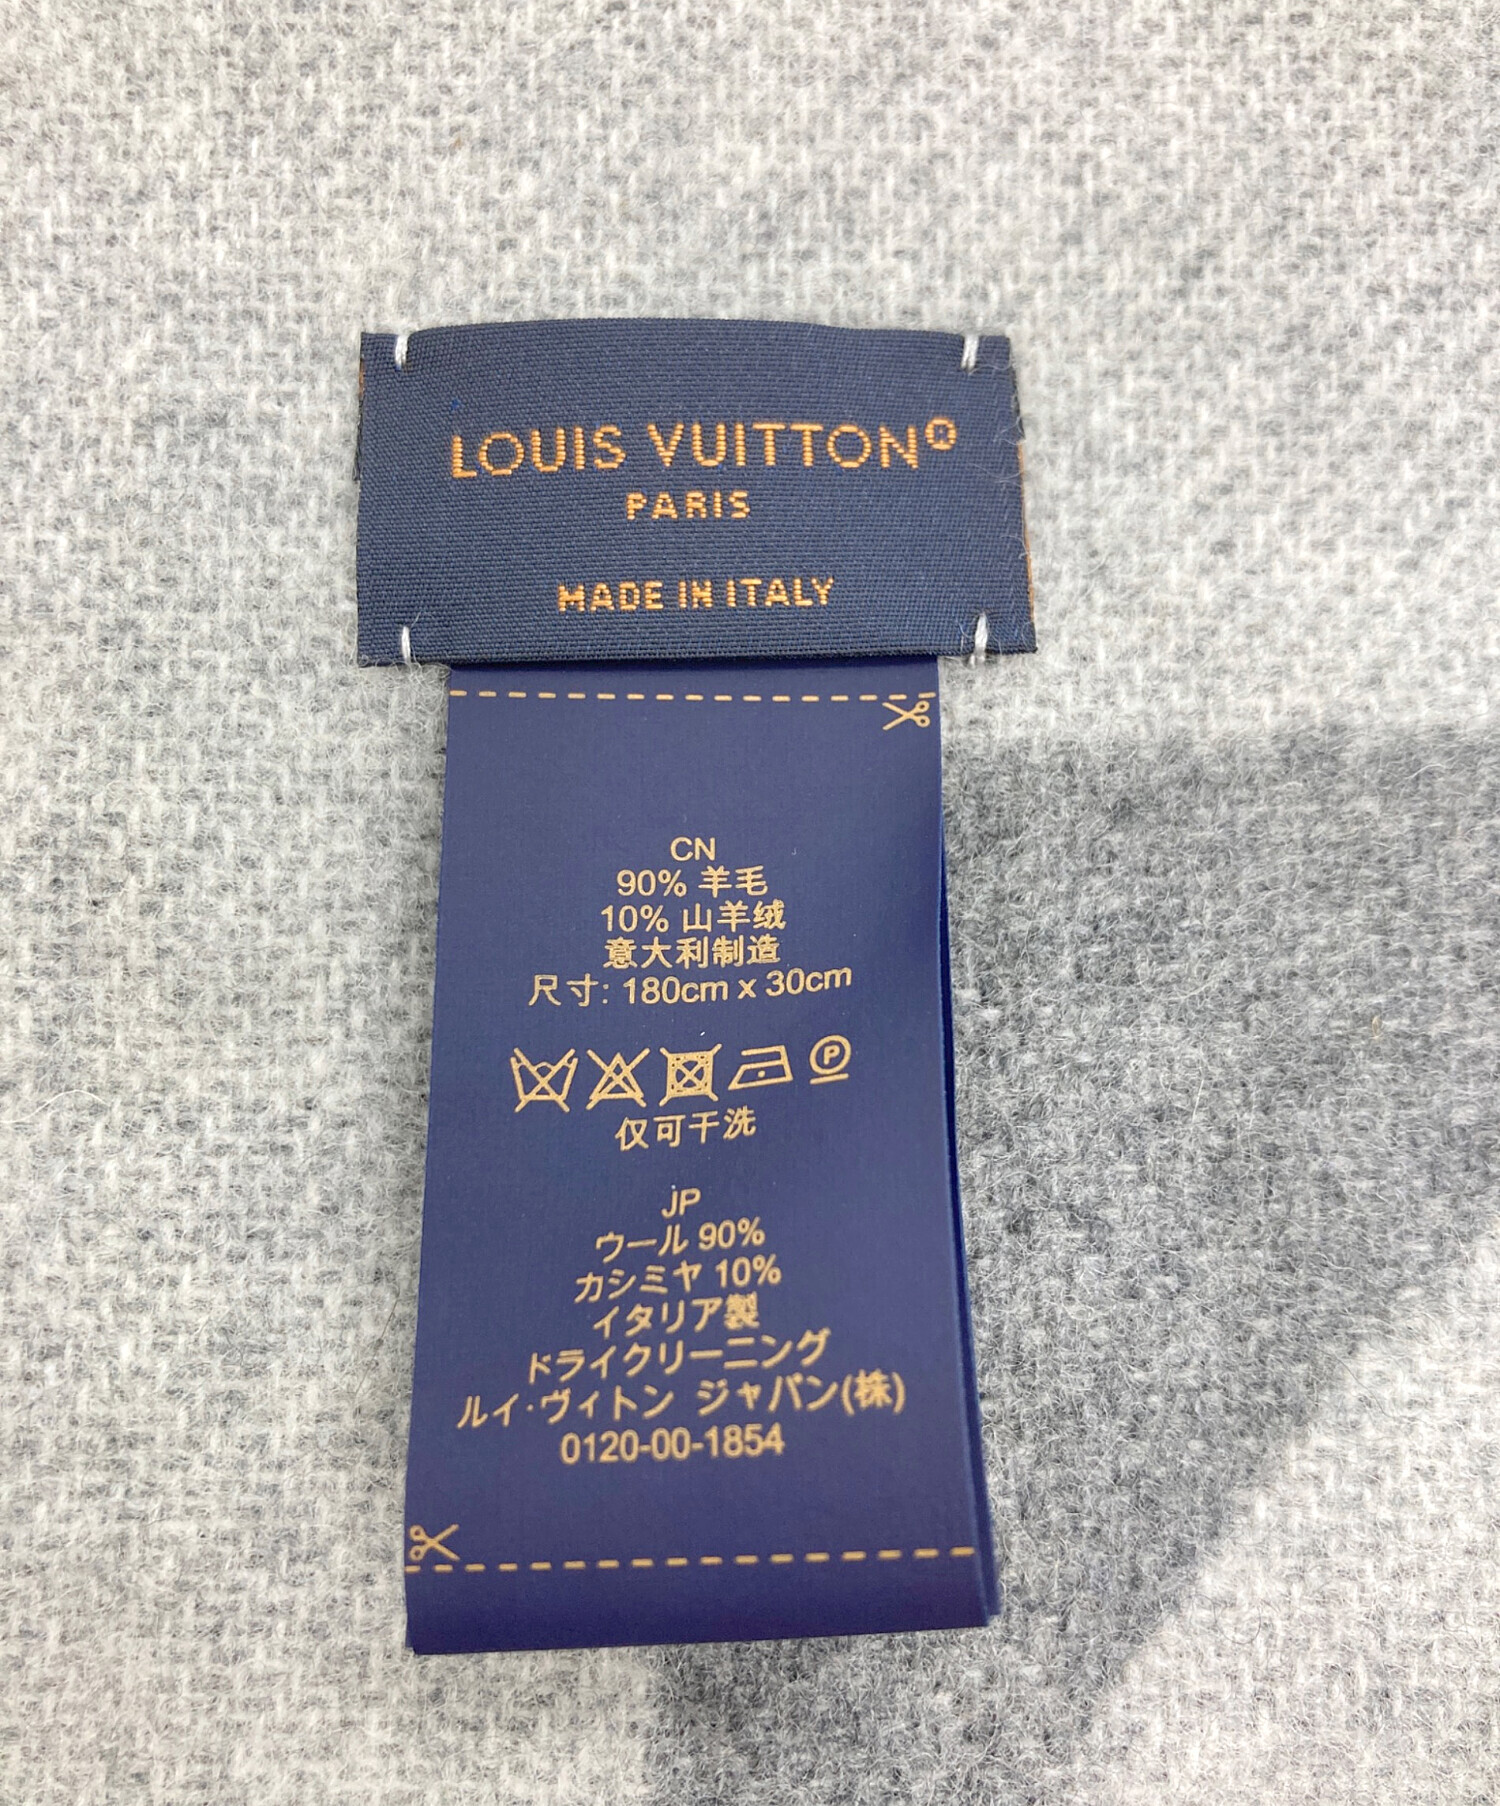 LOUIS VUITTON®
PARIS
MADE IN ITALY
CN
90% 羊毛
10% 山羊绒
意大利制造
尺寸: 180cm x 30cm
P
仅可干洗
JP
ウール 90%
カシミヤ 10%
イタリア製
ドライクリーニング
ルイ・ヴィトン ジャパン(株)
0120-00-1854